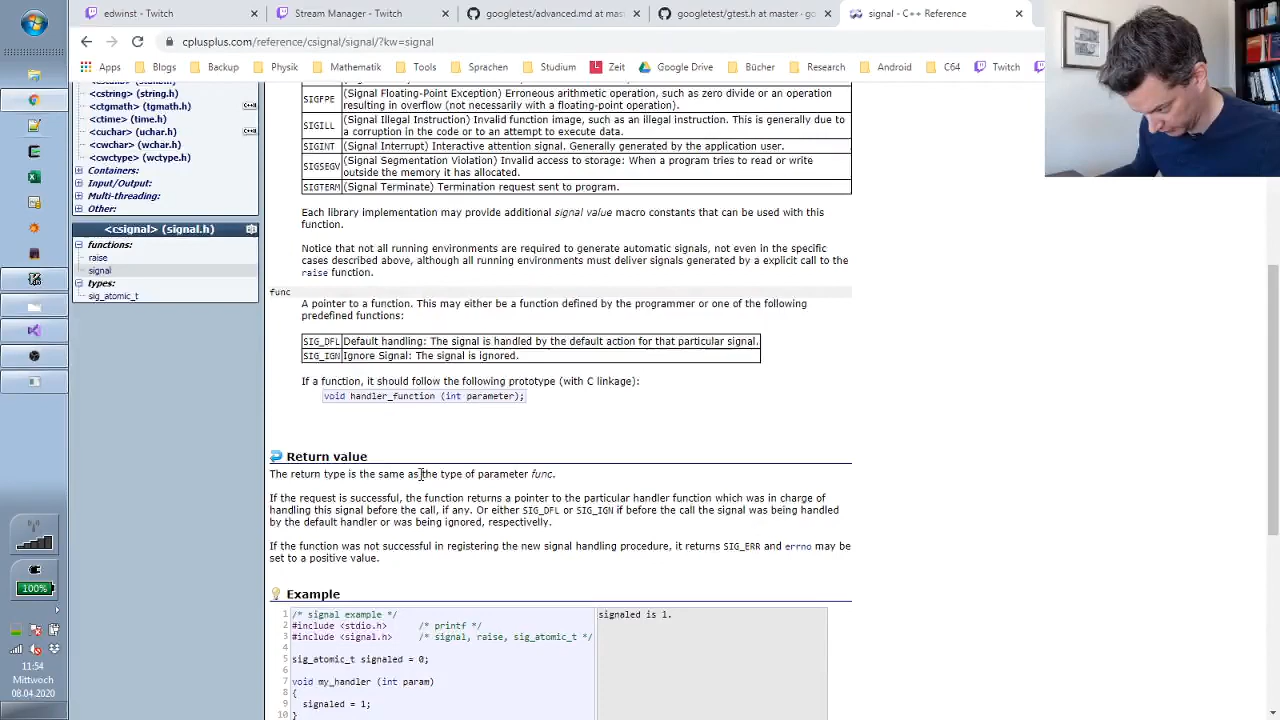 edwinst - Twitch
Stream Manager - Twitch
googletest/advanced.md at mast
googletest/gtest.h at master · go
signal - C++ Reference
cplusplus.com/reference/csignal/signal/?kw=signal
Apps
Blogs
Backup
Physik
Mathematik
Tools
Sprachen
Studium
Zeit
Google Drive
Bücher
Research
Android
C64
Twitch
<cstring> (string.h)
<ctgmath> (tgmath.h)
<ctime> (time.h)
<cuchar> (uchar.h)
<cwchar> (wchar.h)
<cwctype> (wctype.h)
Containers:
Input/Output:
Multi-threading:
Other:
<csignal> (signal.h)
functions:
raise
signal
types:
sig_atomic_t
SIGFPE (Signal Floating-Point Exception) Erroneous arithmetic operation, such as zero divide or an operation
resulting in overflow (not necessarily with a floating-point operation).
SIGILL (Signal Illegal Instruction) Invalid function image, such as an illegal instruction. This is generally due to
a corruption in the code or to an attempt to execute data.
SIGINT (Signal Interrupt) Interactive attention signal. Generally generated by the application user.
SIGSEGV (Signal Segmentation Violation) Invalid access to storage: When a program tries to read or write
outside the memory it has allocated.
SIGTERM (Signal Terminate) Termination request sent to program.
Each library implementation may provide additional signal value macro constants that can be used with this
function.
Notice that not all running environments are required to generate automatic signals, not even in the specific
cases described above, although all running environments must deliver signals generated by a explicit call to the
raise function.
func
A pointer to a function. This may either be a function defined by the programmer or one of the following
predefined functions:
SIG_DFL Default handling: The signal is handled by the default action for that particular signal.
SIG_IGN Ignore Signal: The signal is ignored.
If a function, it should follow the following prototype (with C linkage):
void handler_function (int parameter);
Return value
The return type is the same as the type of parameter func.
If the request is successful, the function returns a pointer to the particular handler function which was in charge of
handling this signal before the call, if any. Or either SIG_DFL or SIG_IGN if before the call the signal was being handled
by the default handler or was being ignored, respectivelly.
If the function was not successful in registering the new signal handling procedure, it returns SIG_ERR and errno may be
set to a positive value.
Example
1 /* signal example */
2 #include <stdio.h> /* printf */
3 #include <signal.h> /* signal, raise, sig_atomic_t */
4
5 sig_atomic_t signaled = 0;
6
7 void my_handler (int param)
8 {
9 signaled = 1;
10 }
signaled is 1.
100%
11:54
Mittwoch
08.04.2020